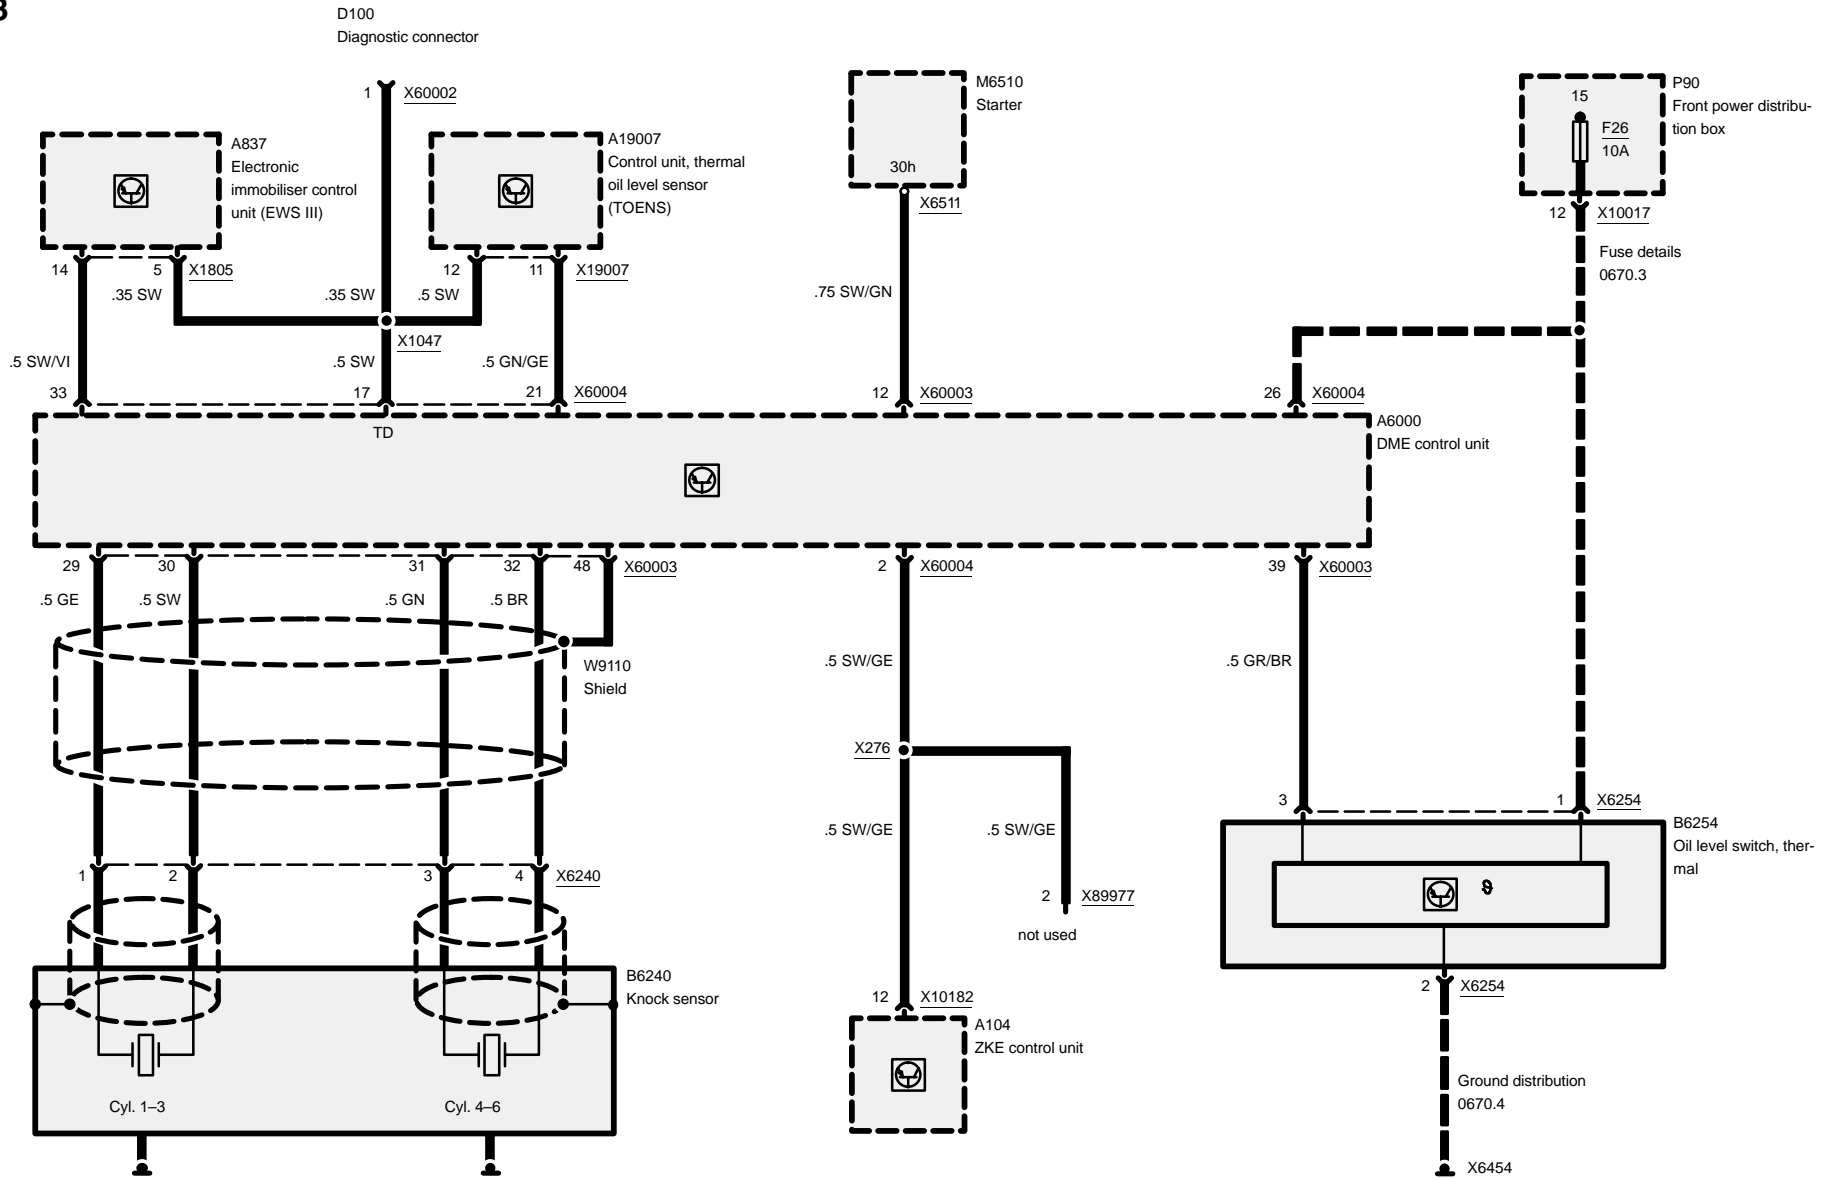 D100
Diagnostic connector
1 X60002
A837
Electronic
immobiliser control
unit (EWS III)
A19007
Control unit, thermal
oil level sensor
(TOENS)
M6510
Starter
30h
X6511
P90
Front power distribu-
tion box
15
F26
10A
12 X10017
Fuse details
0670.3
14 5 X1805
12 11 X19007
.35 SW .35 SW .5 SW
.75 SW/GN
X1047
.5 SW/VI .5 SW .5 GN/GE
33 17 21 X60004
12 X60003
26 X60004
TD
A6000
DME control unit
29 30 31 32 48 X60003
2 X60004
39 X60003
.5 GE .5 SW .5 GN .5 BR
W9110
Shield
.5 SW/GE
.5 GR/BR
X276
.5 SW/GE .5 SW/GE
3 1 X6254
B6254
Oil level switch, ther-
mal
ϑ
1 2 3 4 X6240
2 X89977
not used
B6240
Knock sensor
12 X10182
A104
ZKE control unit
2 X6254
Ground distribution
0670.4
Cyl. 1–3 Cyl. 4–6
X6454